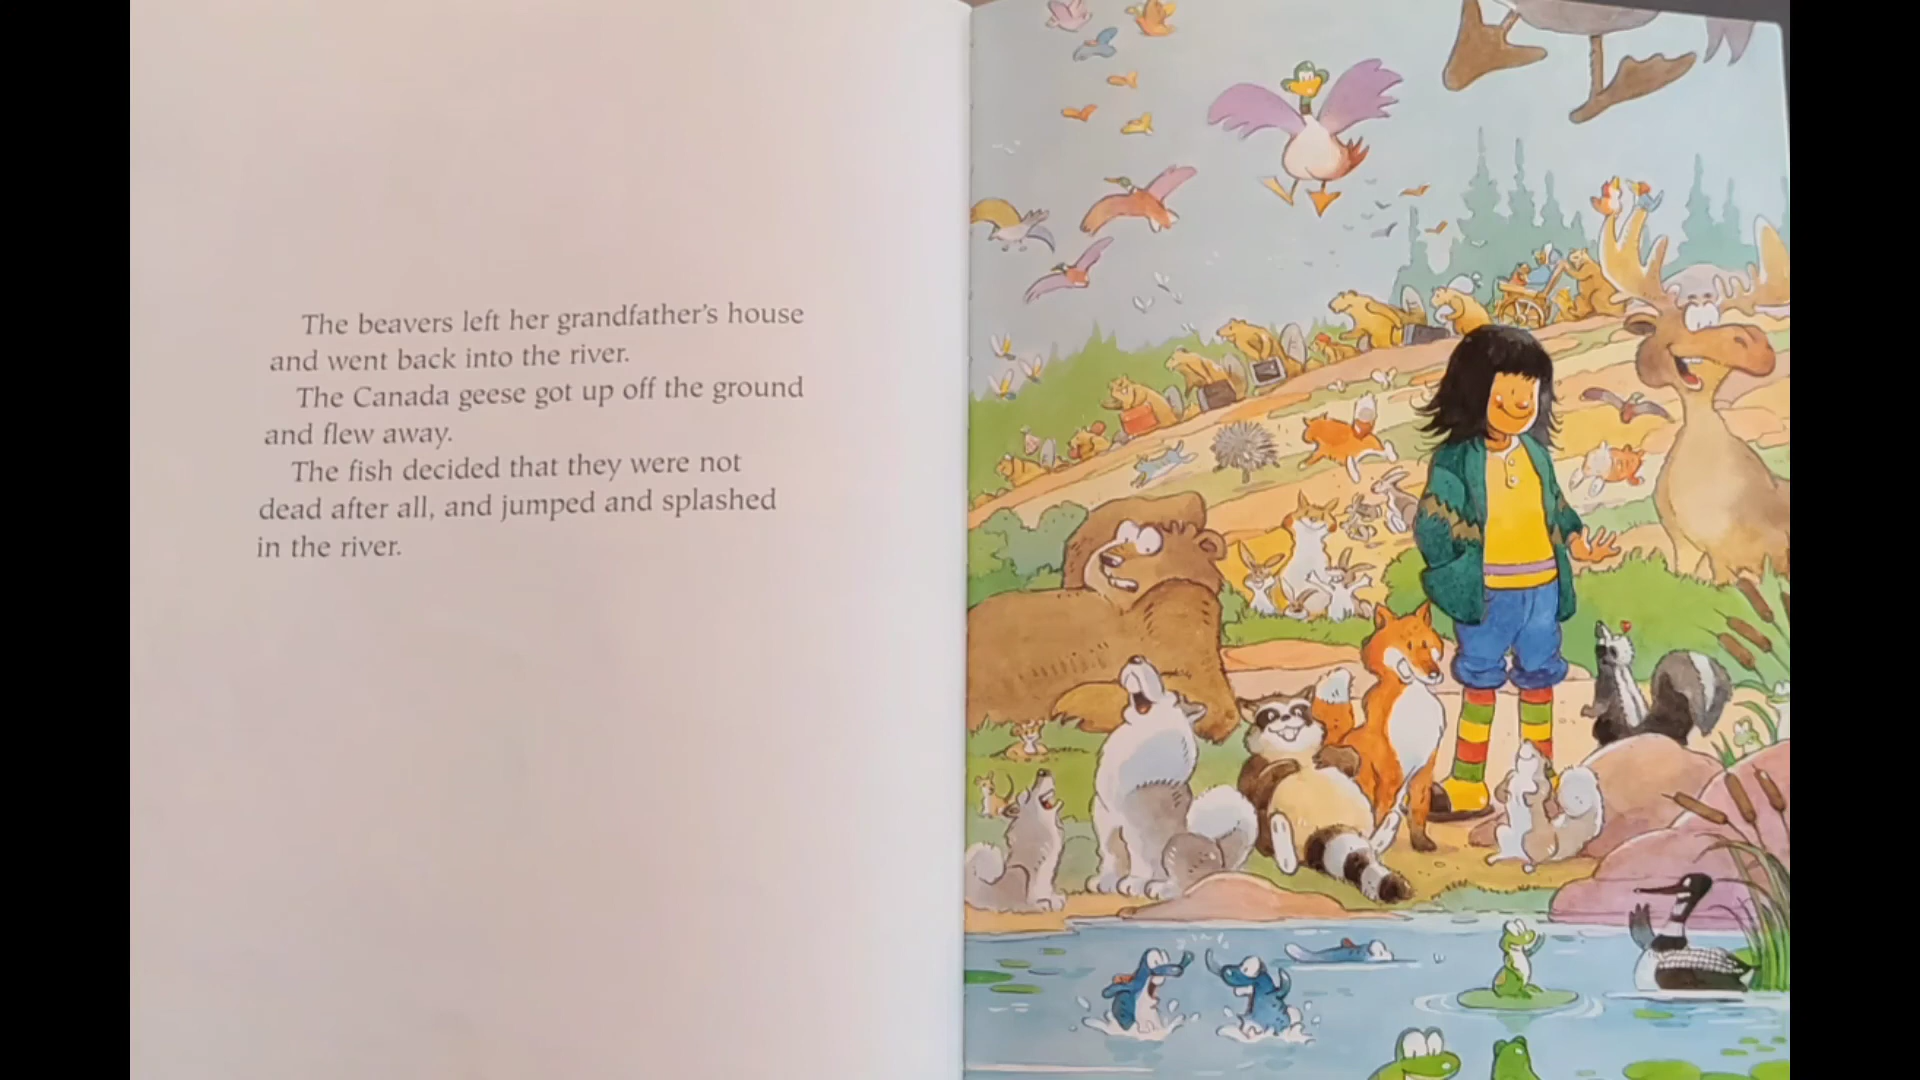 The beavers left her grandfather's house
and went back into the river.
The Canada geese got up off the ground
and flew away.
The fish decided that they were not
dead after all, and jumped and splashed
in the river.